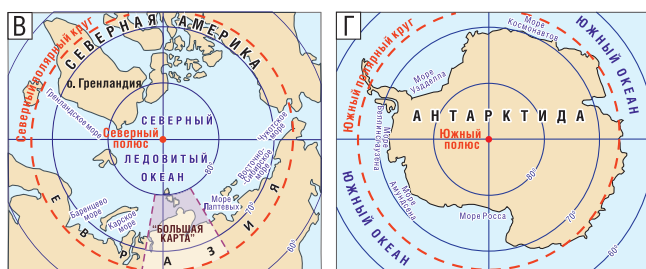 В
Северный полярный круг
СЕВЕРНАЯ АМЕРИКА
о. Гренландия
Гренландское море
СЕВЕРНЫЙ
Северный
полюс
ЛЕДОВИТЫЙ
ОКЕАН
Чукотское
море
Восточно-
Сибирское
море
Море
Лаптевых
Баренцево
море
Карское
море
80°
70°
60°
"БОЛЬШАЯ
КАРТА"
ЕВРАЗИЯ
Г
Южный полярный круг
Море
Космонавтов
ЮЖНЫЙ ОКЕАН
Море
Уэдделла
АНТАРКТИДА
Море
Беллинсгаузена
Южный
полюс
Море
Амундсена
Море Росса
ЮЖНЫЙ ОКЕАН
80°
70°
60°